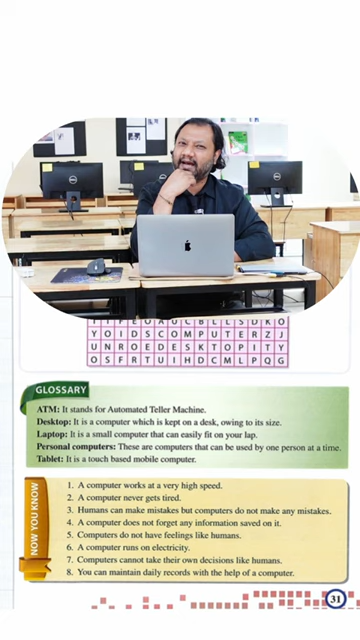 DELL
DELL
DELL
Y O I D S C O M P U T E R Z J
U N R O E D E S K T O P I T Y
O S F R T U I H D C M L P Q G
GLOSSARY
ATM: It stands for Automated Teller Machine.
Desktop: It is a computer which is kept on a desk, owing to its size.
Laptop: It is a small computer that can easily fit on your lap.
Personal computers: These are computers that can be used by one person at a time.
Tablet: It is a touch based mobile computer.
NOW YOU KNOW
1. A computer works at a very high speed.
2. A computer never gets tired.
3. Humans can make mistakes but computers do not make any mistakes.
4. A computer does not forget any information saved on it.
5. Computers do not have feelings like humans.
6. A computer runs on electricity.
7. Computers cannot take their own decisions like humans.
8. You can maintain daily records with the help of a computer.
31